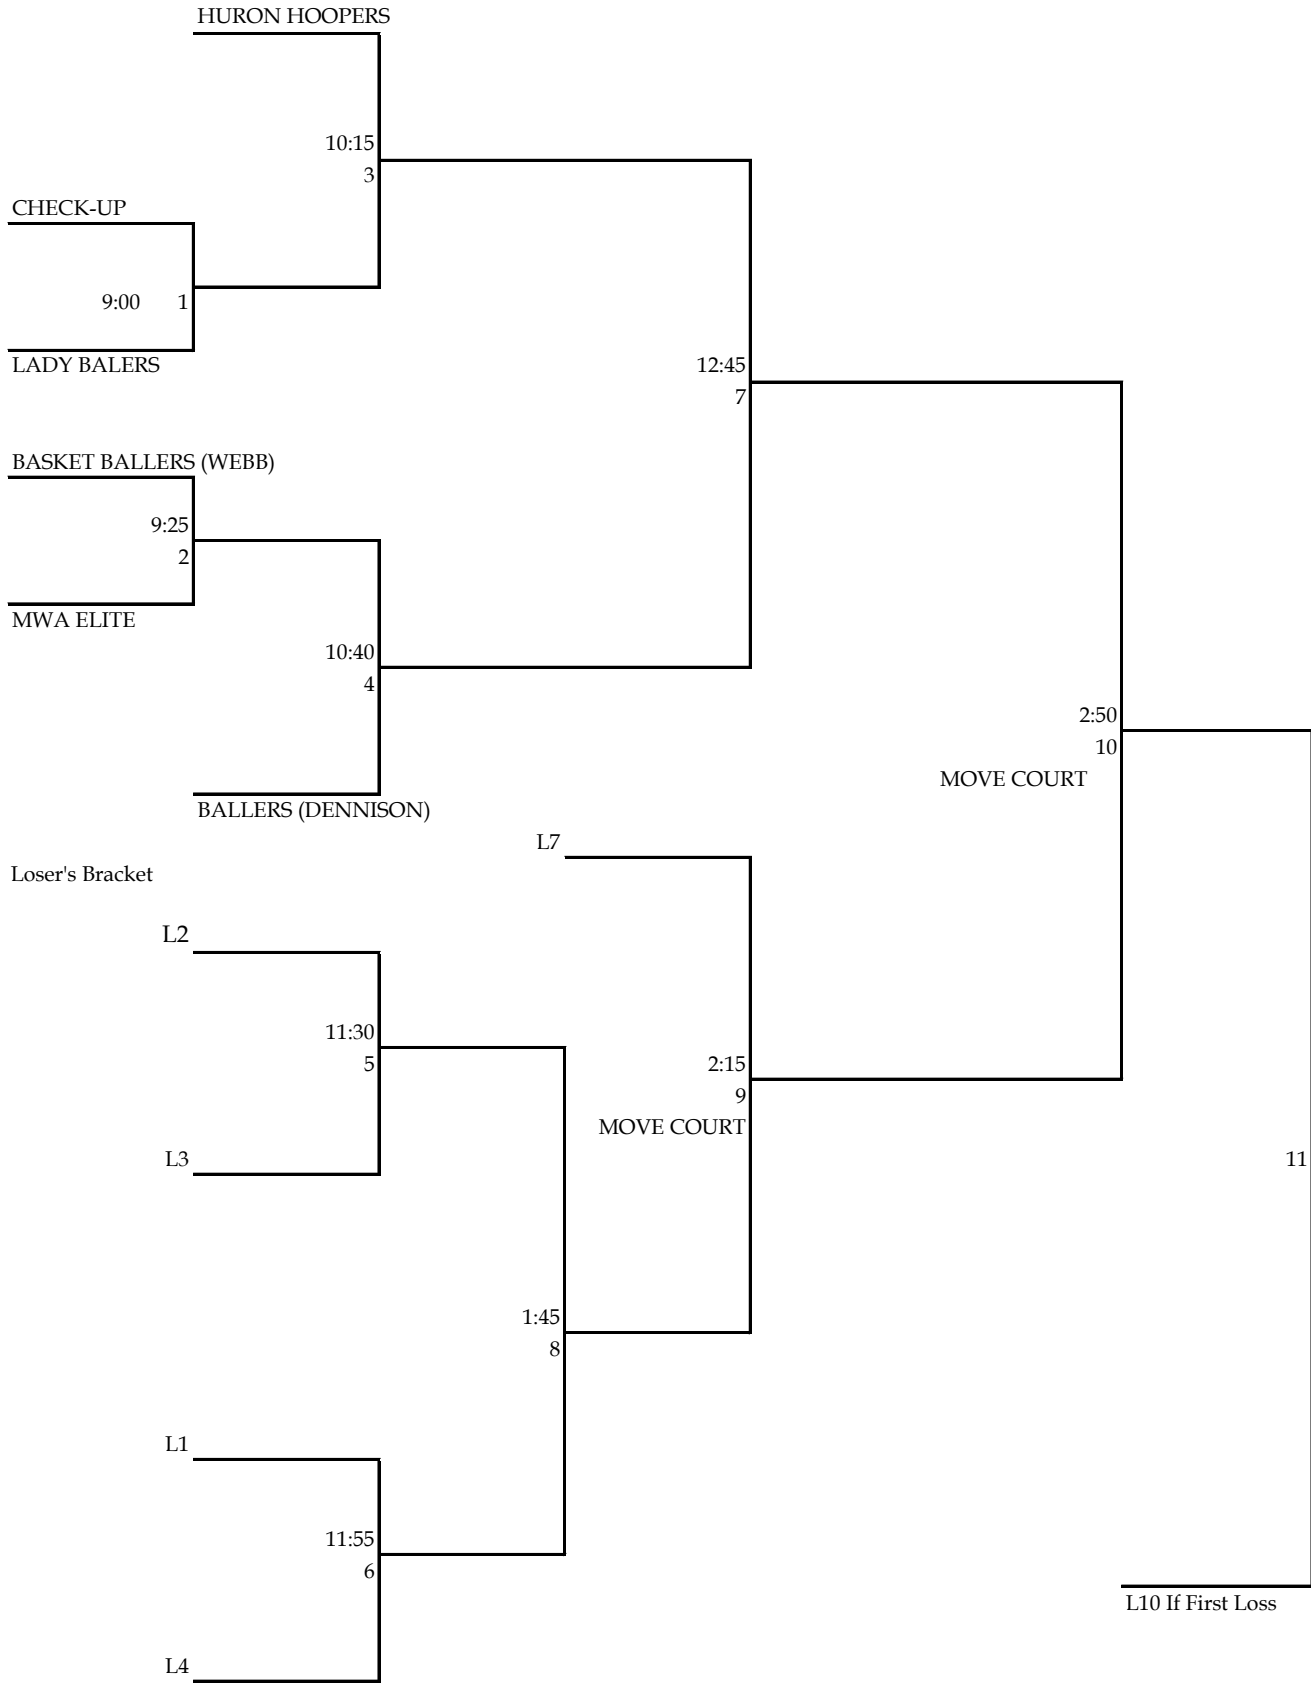 HURON HOOPERS
10:15
3
CHECK-UP
9:00 1
LADY BALERS
12:45
7
BASKET BALLERS (WEBB)
9:25
2
MWA ELITE
10:40
4
2:50
10
MOVE COURT
BALLERS (DENNISON)
L7
Loser's Bracket
L2
11:30
5
2:15
9
MOVE COURT
L3
11
1:45
8
L1
11:55
6
L10 If First Loss
L4